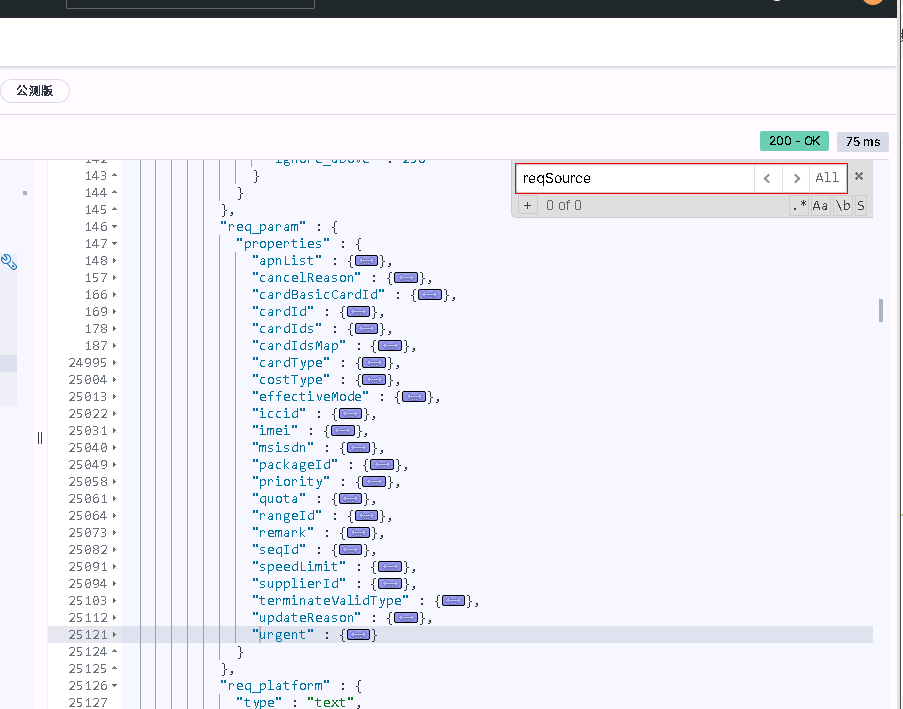 公测版
200 - OK
75 ms
reqSource
All
0 of 0
.*
Aa
\b
S
142 "ignore_above" : 256
143 }
144 }
145 },
146 "req_param" : {
147 "properties" : {
148 "apnList" : {},
157 "cancelReason" : {},
166 "cardBasicCardId" : {},
169 "cardId" : {},
178 "cardIds" : {},
187 "cardIdsMap" : {},
24995 "cardType" : {},
25004 "costType" : {},
25013 "effectiveMode" : {},
25022 "iccid" : {},
25031 "imei" : {},
25040 "msisdn" : {},
25049 "packageId" : {},
25058 "priority" : {},
25061 "quota" : {},
25064 "rangeId" : {},
25073 "remark" : {},
25082 "seqId" : {},
25091 "speedLimit" : {},
25094 "supplierId" : {},
25103 "terminateValidType" : {},
25112 "updateReason" : {},
25121 "urgent" : {}
25124 }
25125 },
25126 "req_platform" : {
25127 "type" : "text",